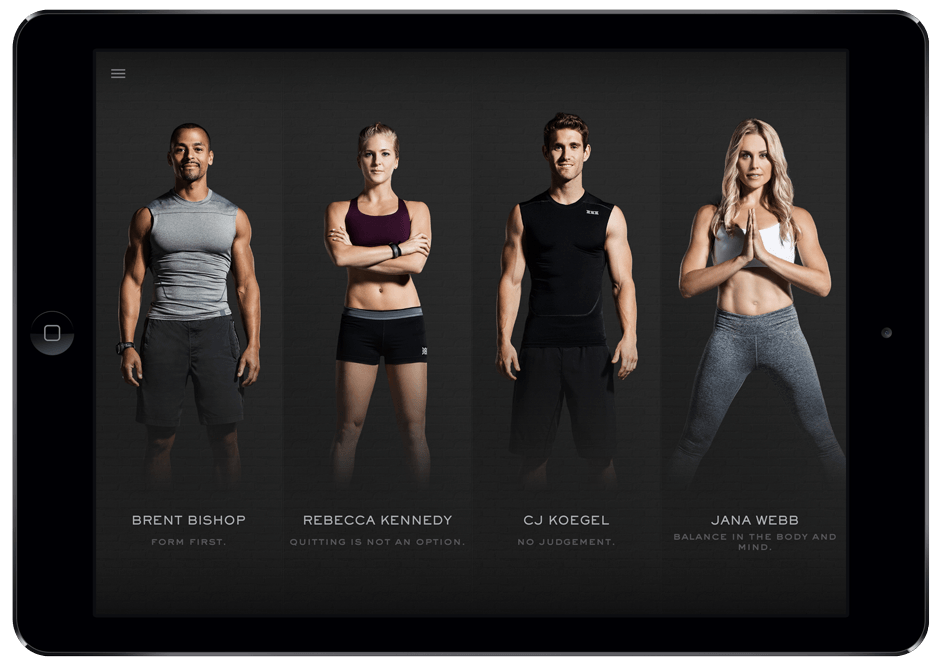 BRENT BISHOP
FORM FIRST.
REBECCA KENNEDY
QUITTING IS NOT AN OPTION.
CJ KOEGEL
NO JUDGEMENT.
JANA WEBB
BALANCE IN THE BODY AND
MIND.